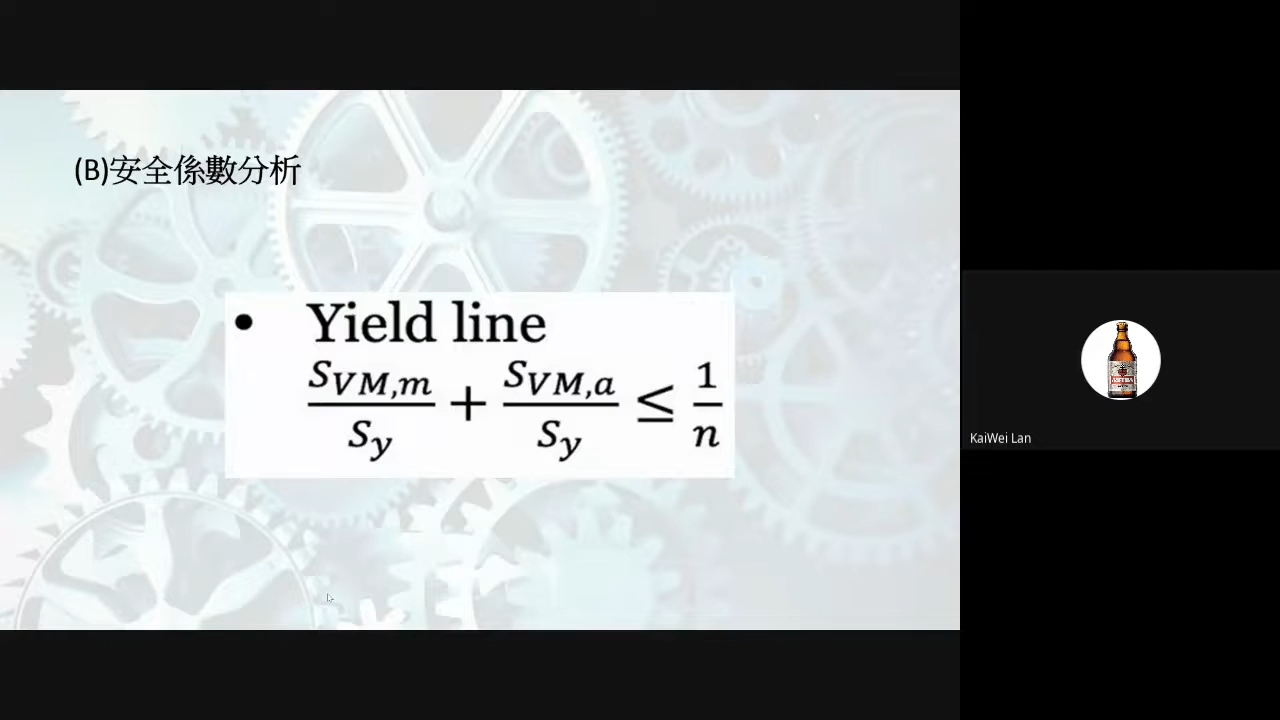 (B)安全係數分析
• Yield line
S_{VM,m}/S_y + S_{VM,a}/S_y ≤ 1/n
KaiWei Lan